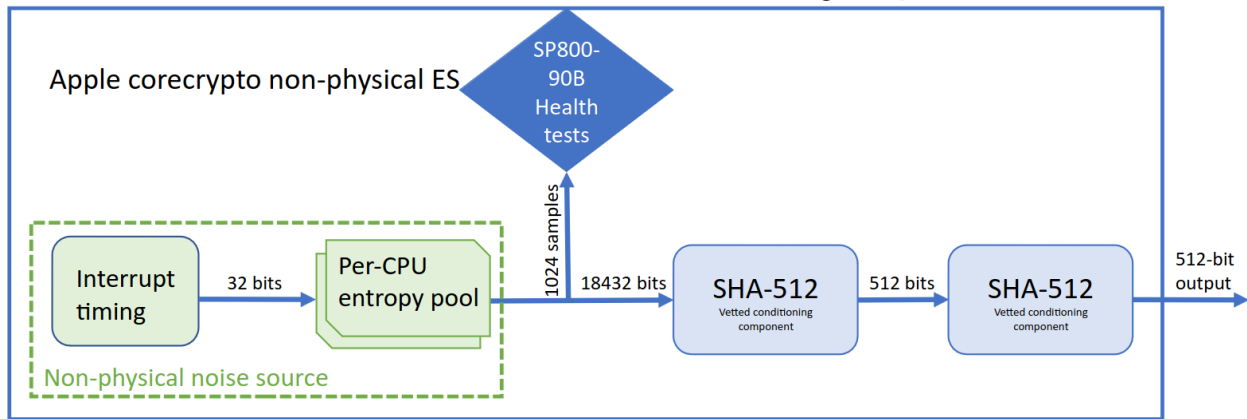 Apple corecrypto non-physical ES
SP800-
90B
Health
tests
1024 samples
Interrupt
timing
32 bits
Per-CPU
entropy pool
Non-physical noise source
18432 bits
SHA-512
Vetted conditioning
component
512 bits
SHA-512
Vetted conditioning
component
512-bit
output